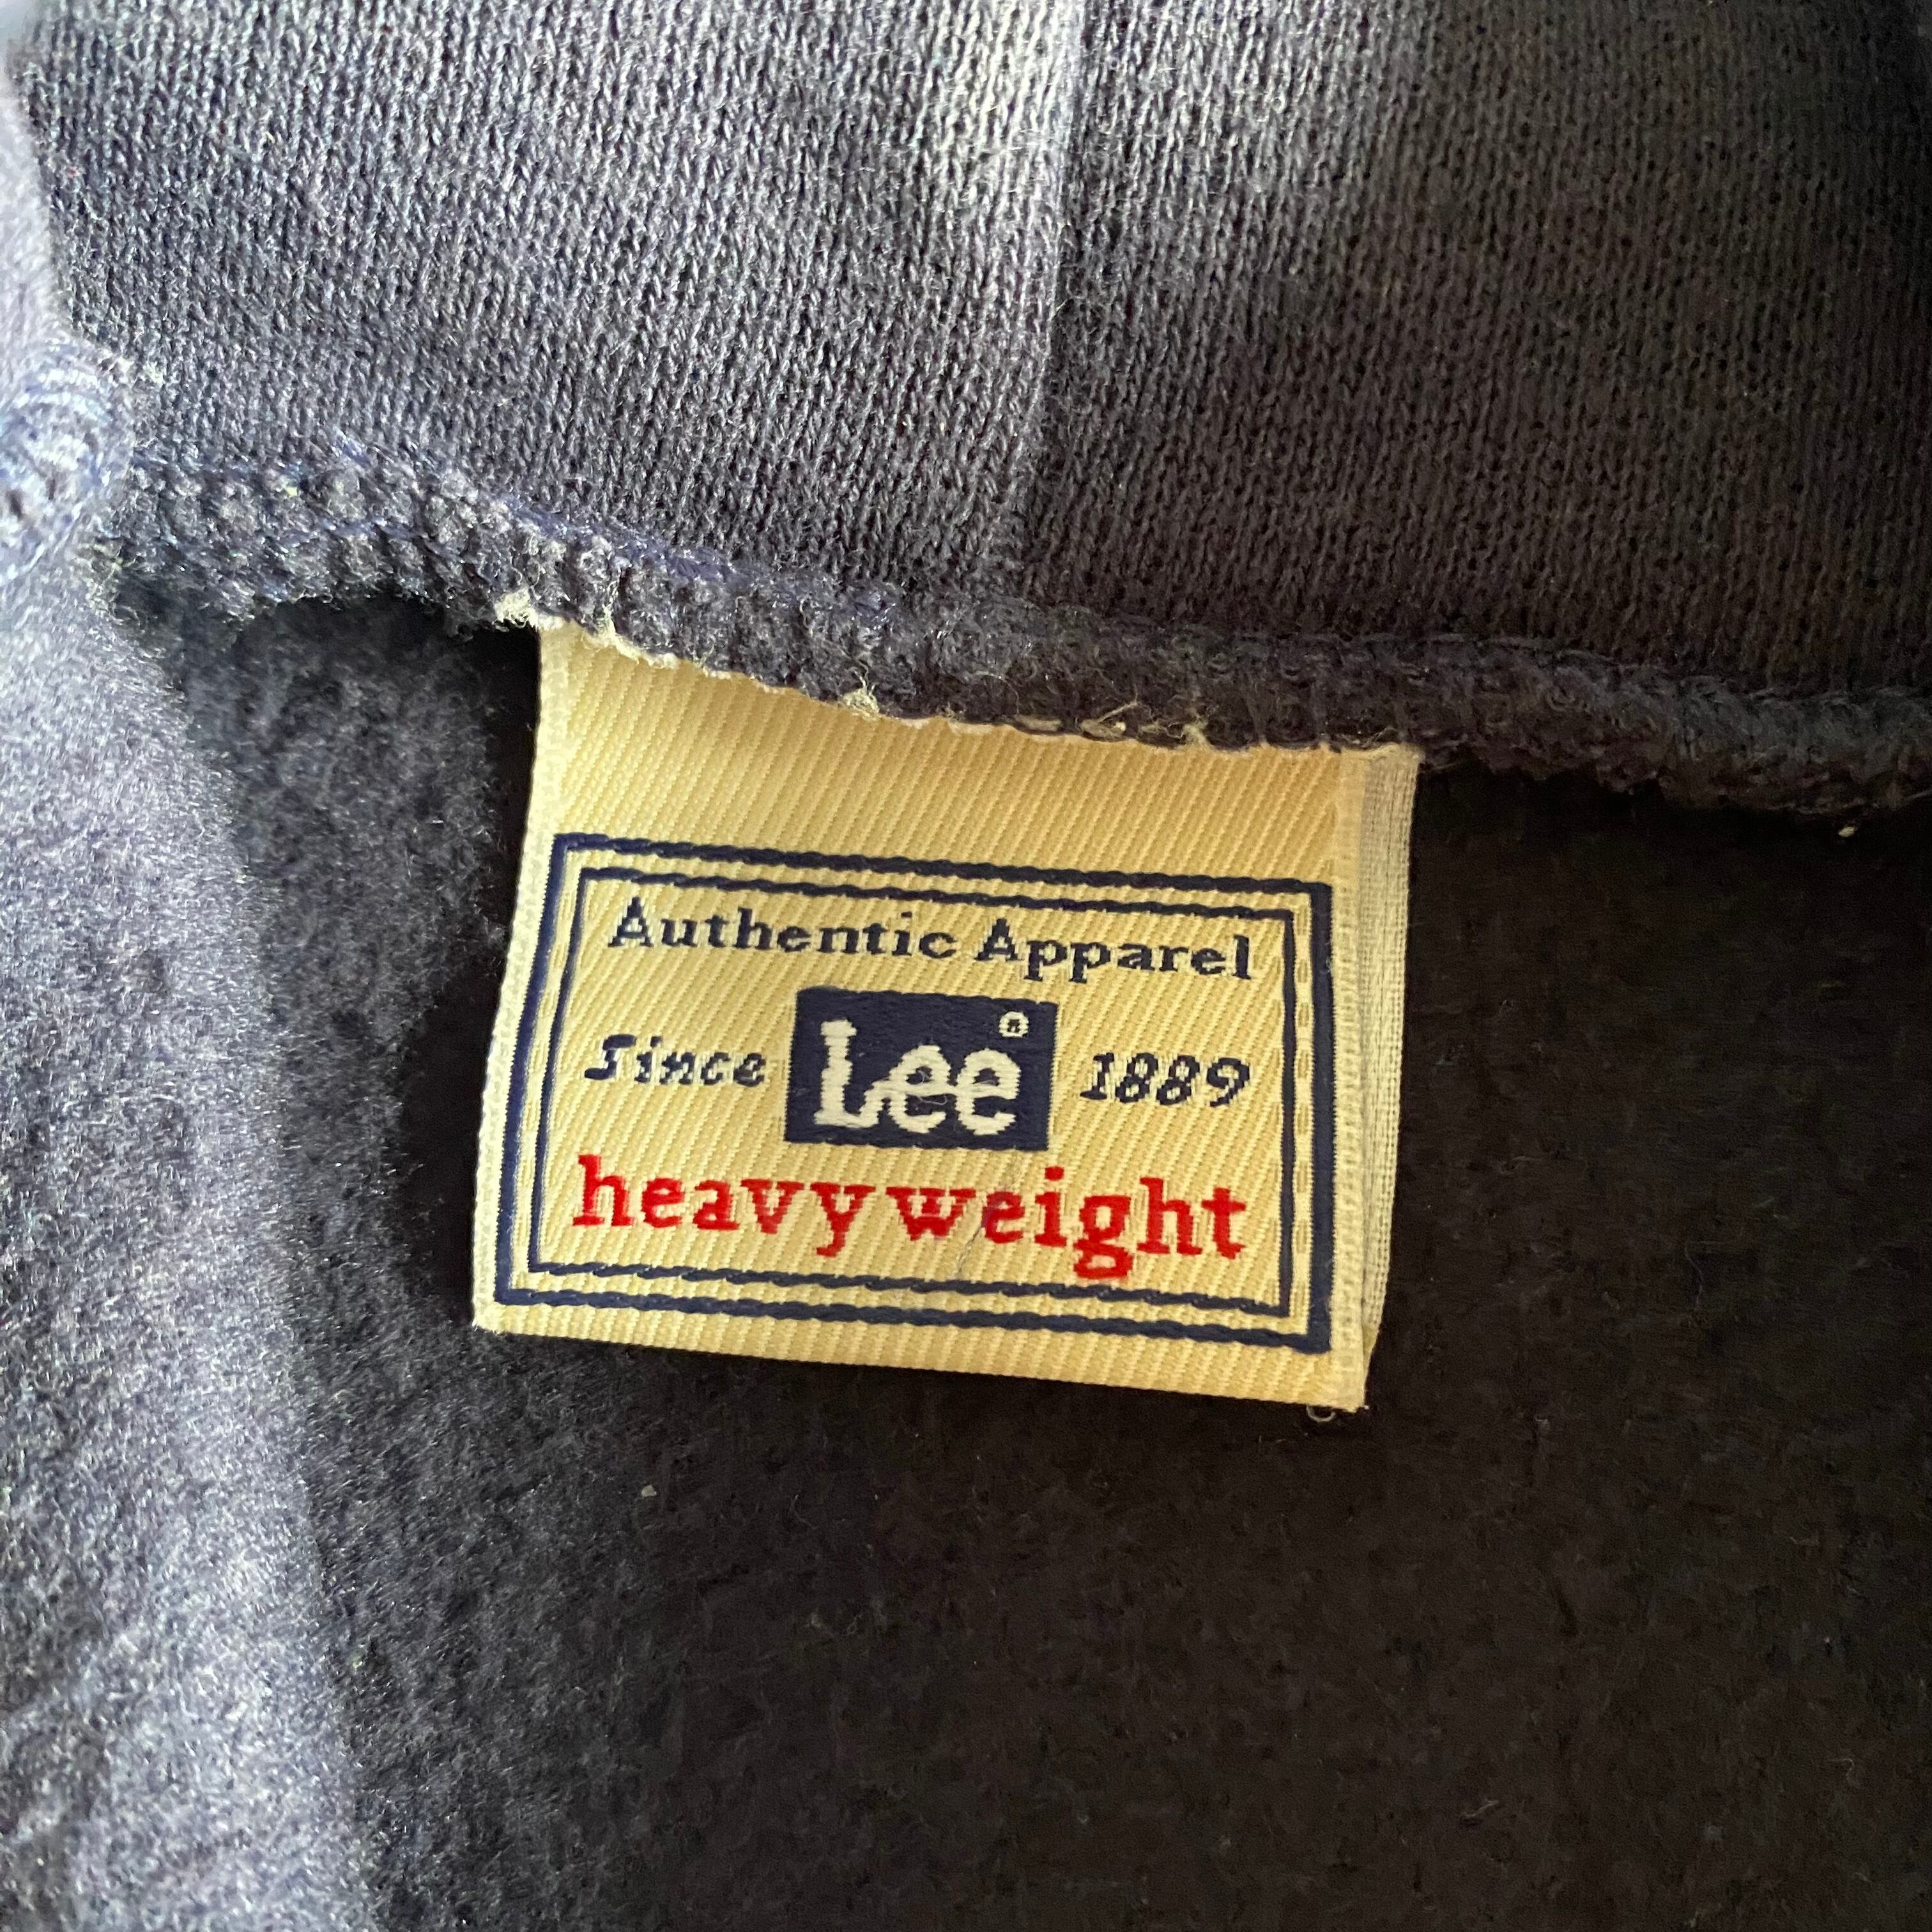 Authentic Apparel
Since Lee® 1889
heavyweight